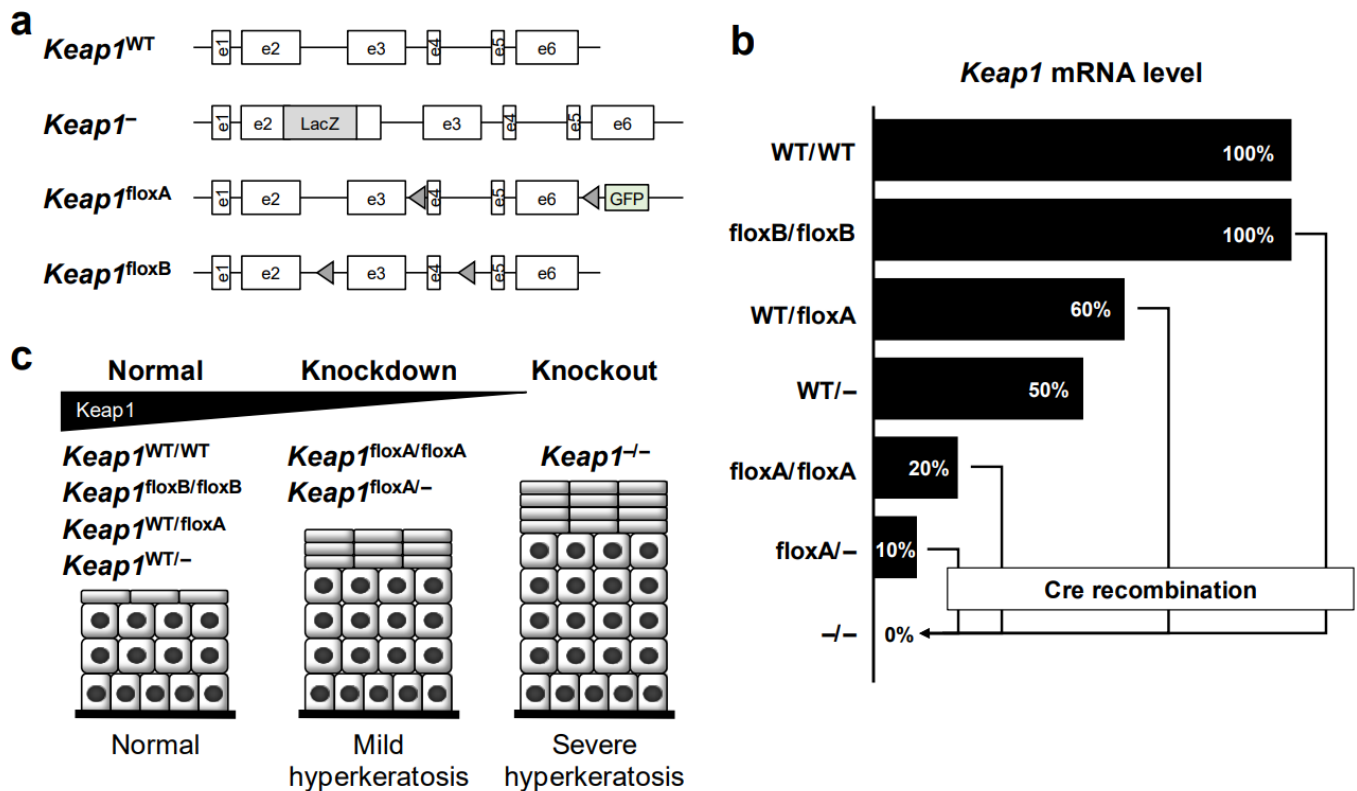 a
Keap1WT
e1 e2 e3 e4 e5 e6
Keap1–
e1 e2 LacZ e3 e4 e5 e6
Keap1floxA
e1 e2 e3 e4 e5 e6 GFP
Keap1floxB
e1 e2 e3 e4 e5 e6
b
Keap1 mRNA level
WT/WT 100%
floxB/floxB 100%
WT/floxA 60%
WT/– 50%
floxA/floxA 20%
floxA/– 10%
Cre recombination
–/– 0%
c
Normal Knockdown Knockout
Keap1
Keap1WT/WT
Keap1floxB/floxB
Keap1WT/floxA
Keap1WT/–
Normal
Keap1floxA/floxA
Keap1floxA/–
Mild
hyperkeratosis
Keap1–/–
Severe
hyperkeratosis